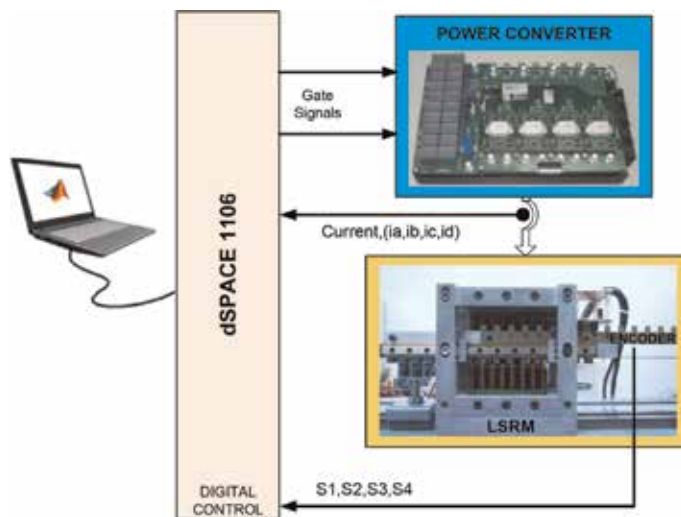 POWER CONVERTER
Gate
Signals
dSPACE 1106
Current,(ia,ib,ic,id)
ENCODER
LSRM
S1,S2,S3,S4
DIGITAL
CONTROL